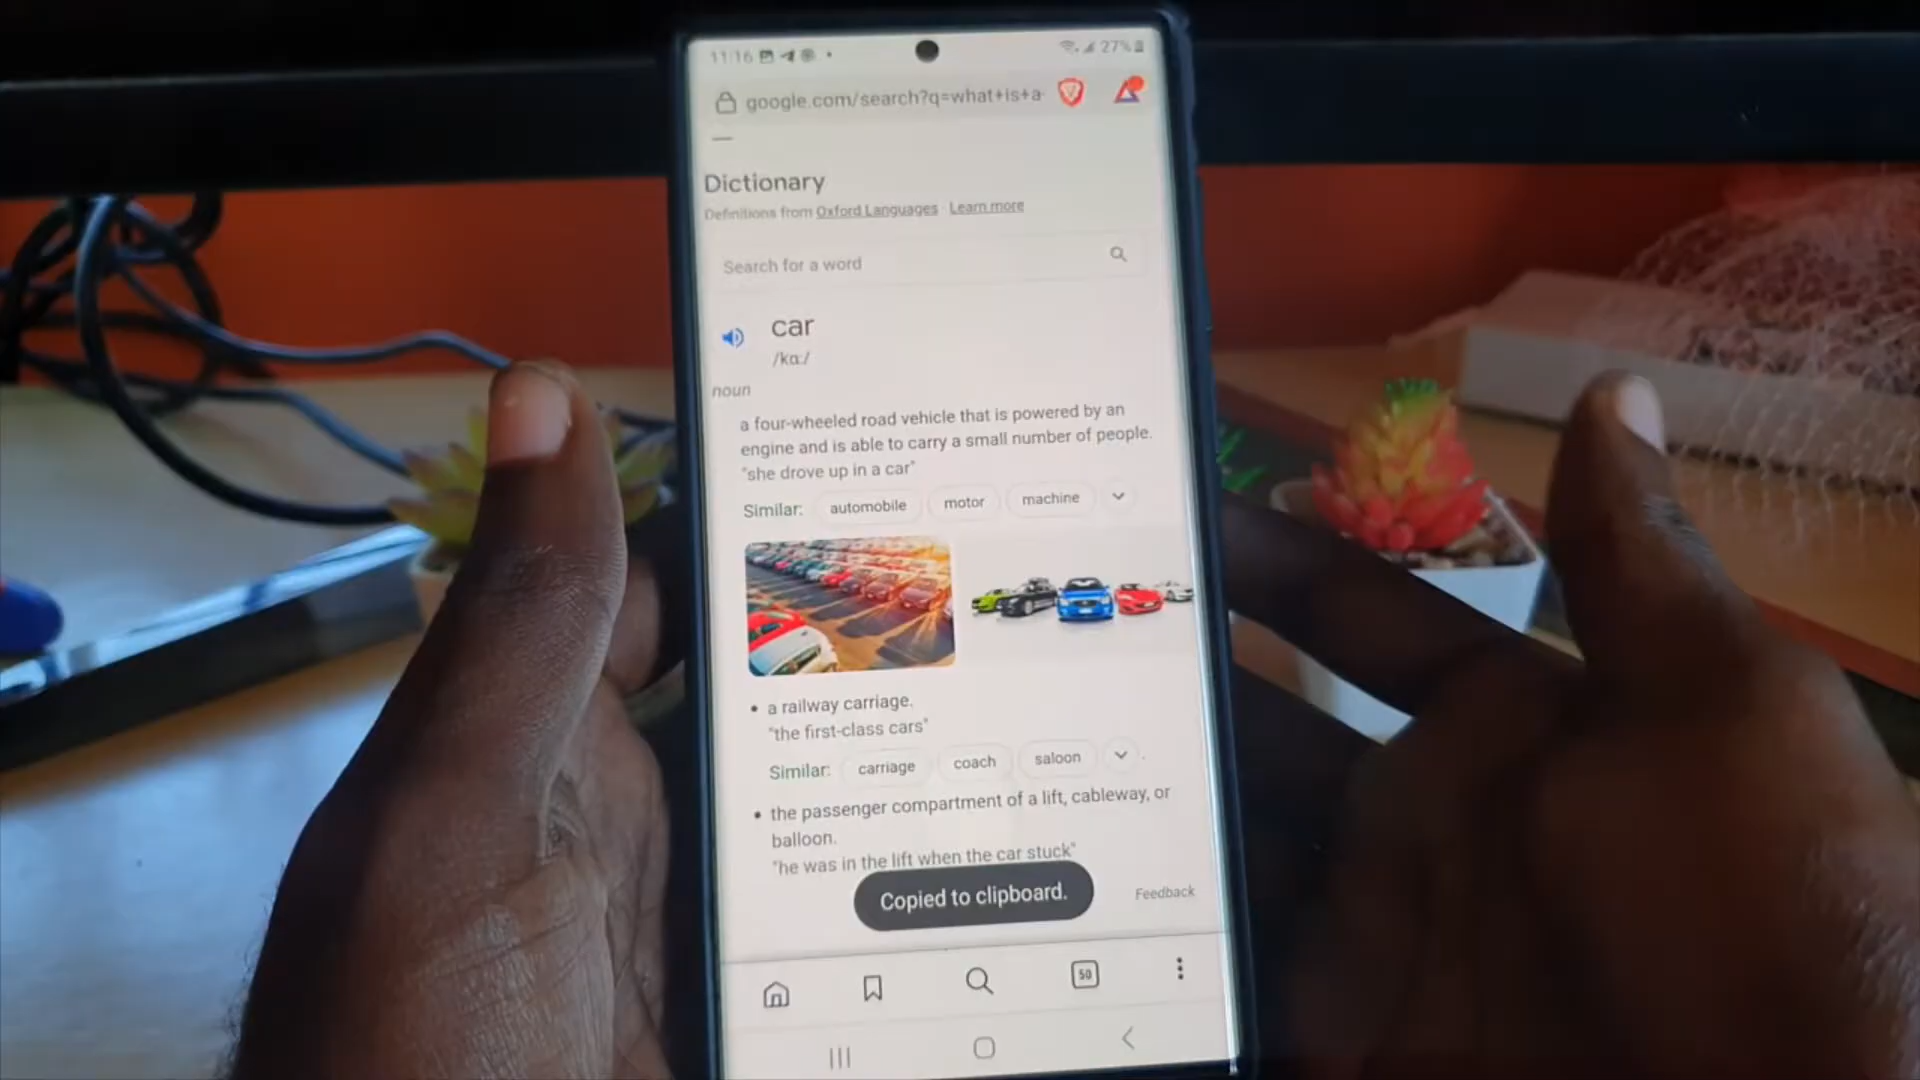 11:16
27%
google.com/search?q=what+is+a
Dictionary
Definitions from Oxford Languages · Learn more
Search for a word
car
/kɑː/
noun
a four-wheeled road vehicle that is powered by an
engine and is able to carry a small number of people.
"she drove up in a car"
Similar: automobile motor machine
a railway carriage.
"the first-class cars"
Similar: carriage coach saloon
the passenger compartment of a lift, cableway, or
balloon.
"he was in the lift when the car stuck"
Copied to clipboard.
Feedback
50